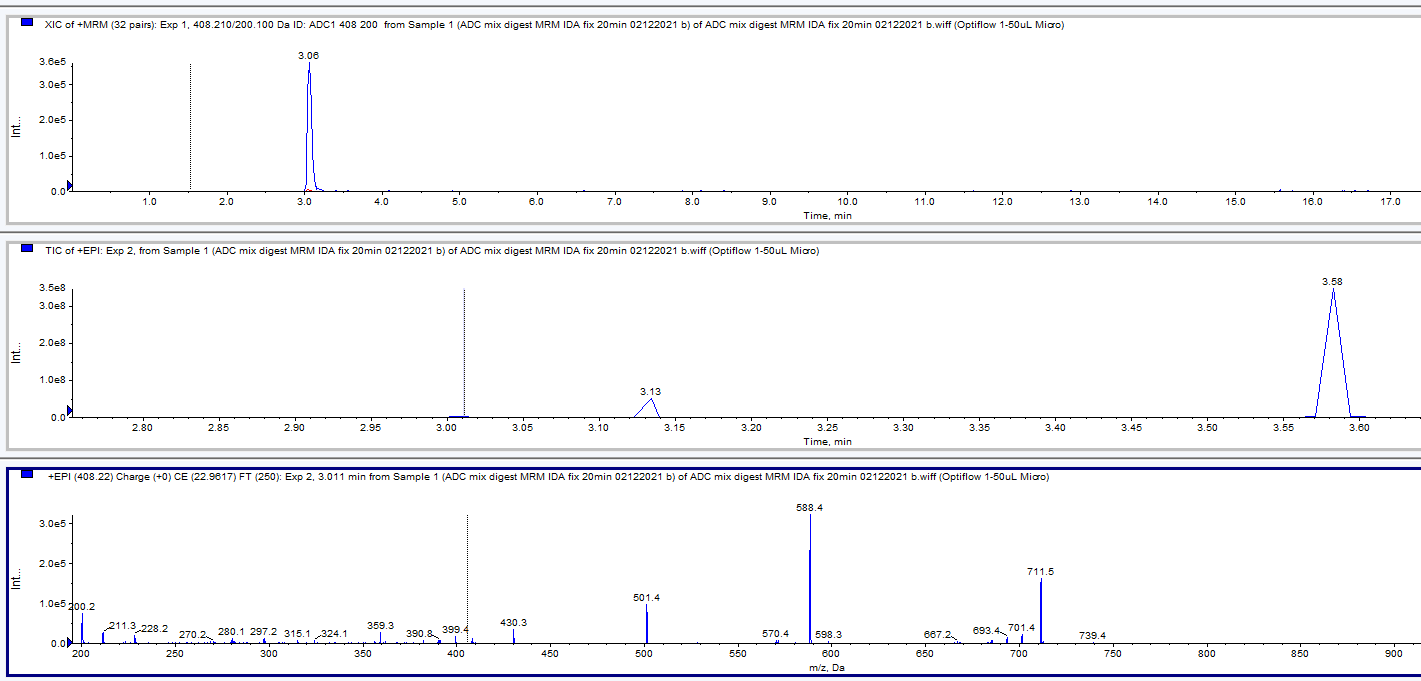 XIC of +MRM (32 pairs): Exp 1, 408.210/200.100 Da ID: ADC1 408 200 from Sample 1 (ADC mix digest MRM IDA fix 20min 02122021 b) of ADC mix digest MRM IDA fix 20min 02122021 b.wiff (Optiflow 1-50uL Micro)
3.06
3.6e5
3.0e5
2.0e5
1.0e5
0.0
Int...
1.0 2.0 3.0 4.0 5.0 6.0 7.0 8.0 9.0 10.0 11.0 12.0 13.0 14.0 15.0 16.0 17.0
Time, min
TIC of +EPI: Exp 2, from Sample 1 (ADC mix digest MRM IDA fix 20min 02122021 b) of ADC mix digest MRM IDA fix 20min 02122021 b.wiff (Optiflow 1-50uL Micro)
3.58
3.5e8
3.0e8
2.0e8
1.0e8
0.0
Int...
3.13
2.80 2.85 2.90 2.95 3.00 3.05 3.10 3.15 3.20 3.25 3.30 3.35 3.40 3.45 3.50 3.55 3.60
Time, min
+EPI (408.22) Charge (+0) CE (22.9617) FT (250): Exp 2, 3.011 min from Sample 1 (ADC mix digest MRM IDA fix 20min 02122021 b) of ADC mix digest MRM IDA fix 20min 02122021 b.wiff (Optiflow 1-50uL Micro)
588.4
3.0e5
2.0e5
1.0e5
0.0
Int...
711.5
501.4
200.2
211.3 228.2 270.2 280.1 297.2 315.1 324.1 359.3 390.8 399.4 430.3 570.4 598.3 667.2 693.4 701.4 739.4
200 250 300 350 400 450 500 550 600 650 700 750 800 850 900
m/z, Da